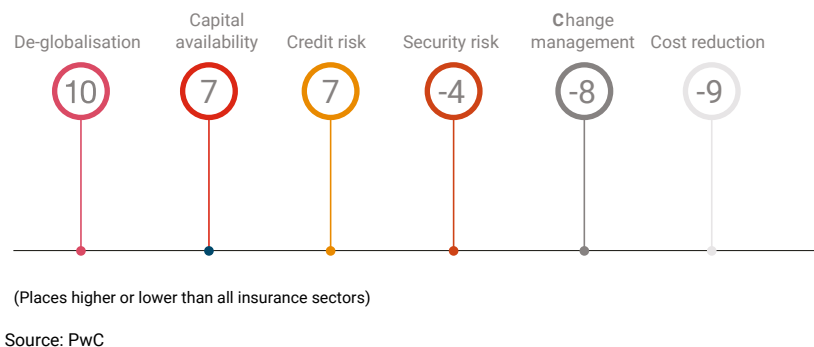 De-globalisation
Capital
availability
Credit risk
Security risk
Change
management
Cost reduction
10
7
7
-4
-8
-9
(Places higher or lower than all insurance sectors)
Source: PwC